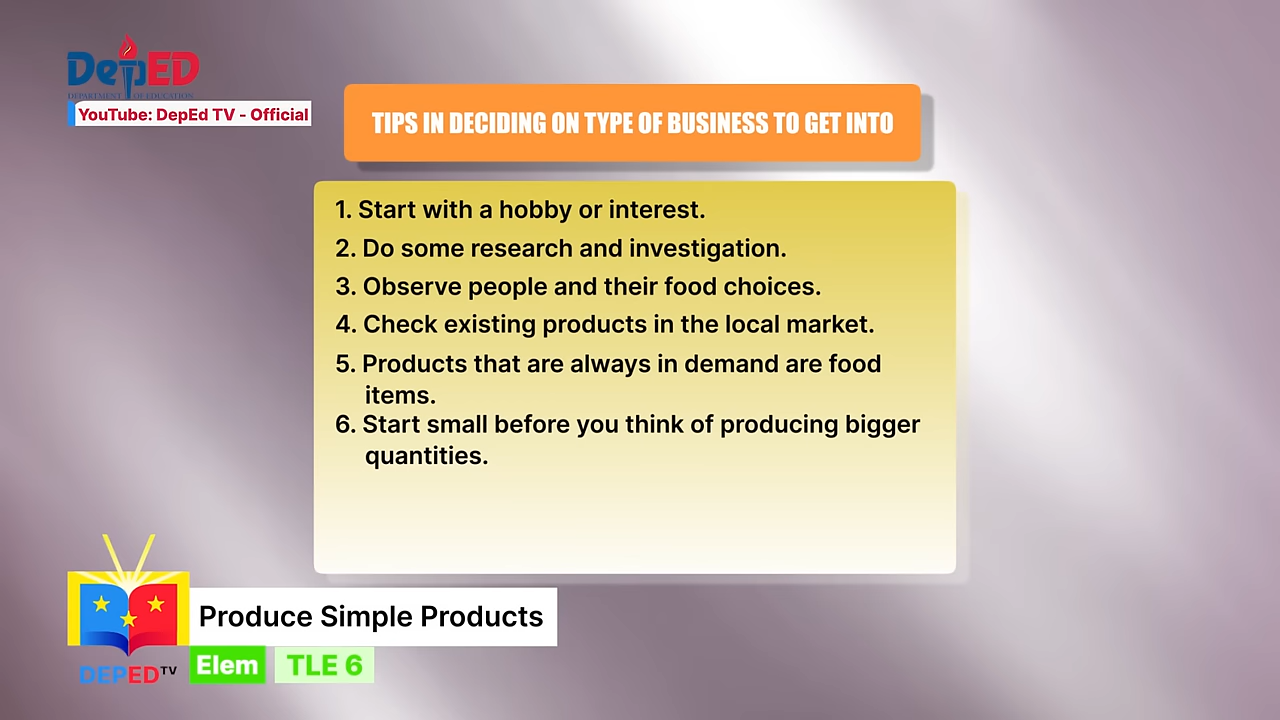 DepED
DEPARTMENT OF EDUCATION
YouTube: DepEd TV - Official
TIPS IN DECIDING ON TYPE OF BUSINESS TO GET INTO
1. Start with a hobby or interest.
2. Do some research and investigation.
3. Observe people and their food choices.
4. Check existing products in the local market.
5. Products that are always in demand are food
items.
6. Start small before you think of producing bigger
quantities.
Produce Simple Products
Elem TLE 6
DEPED TV